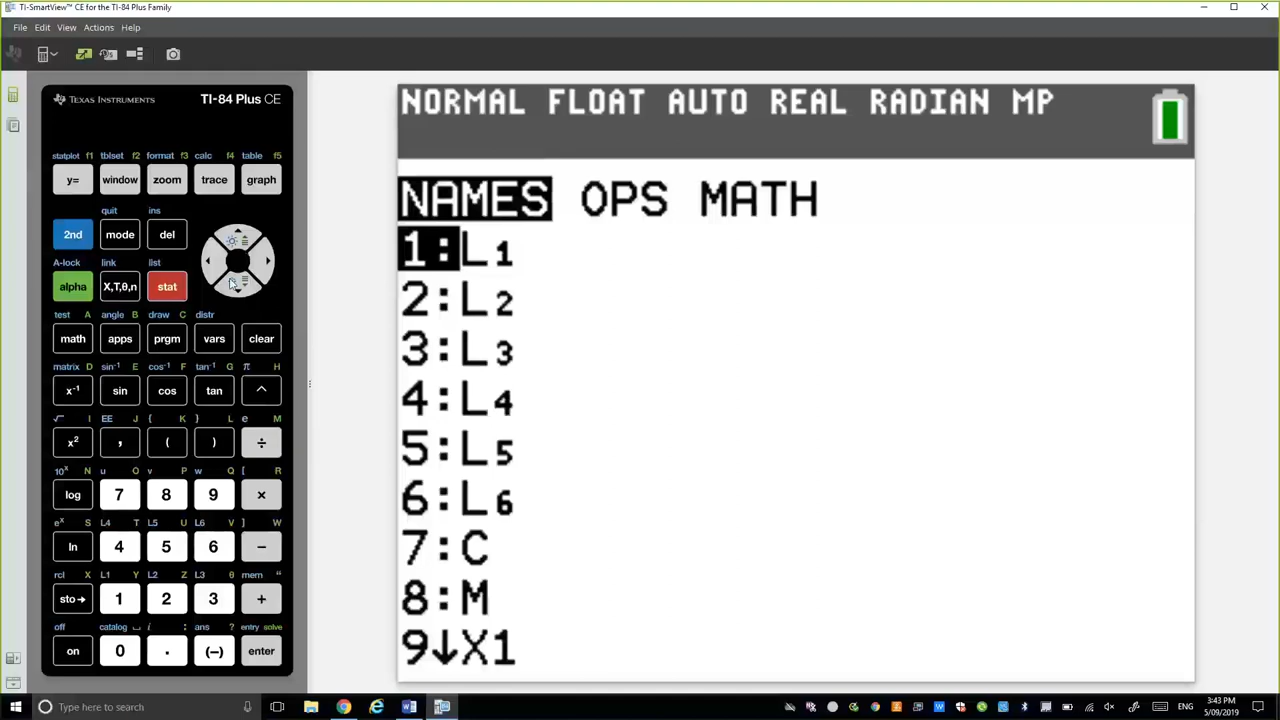 TI-SmartView™ CE for the TI-84 Plus Family
File Edit View Actions Help
TEXAS INSTRUMENTS TI-84 Plus CE
statplot f1 tblset f2 format f3 calc f4 table f5
y= window zoom trace graph
quit ins
2nd mode del
A-lock link list
alpha X,T,θ,n stat
test A angle B draw C distr
math apps prgm vars clear
matrix D sin⁻¹ E cos⁻¹ F tan⁻¹ G π H
x⁻¹ sin cos tan ^
√ I EE J { K } L e M
x² , ( ) ÷
10ˣ N u O v P w Q [ R
log 7 8 9 ×
eˣ S L4 T L5 U L6 V ] W
ln 4 5 6 −
rcl X L1 Y L2 Z L3 θ mem "
sto→ 1 2 3 +
off catalog ⎵ i : ans ? entry solve
on 0 . (−) enter
NORMAL FLOAT AUTO REAL RADIAN MP
NAMES OPS MATH
1:L1
2:L2
3:L3
4:L4
5:L5
6:L6
7:C
8:M
9↓X1
Type here to search
ENG
3:43 PM
5/09/2019